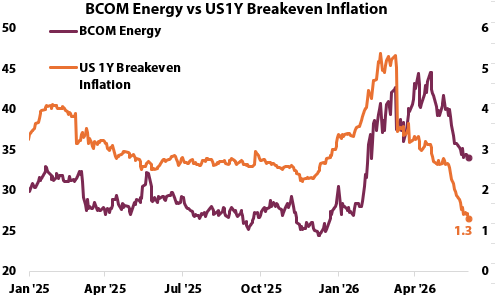 BCOM Energy vs US1Y Breakeven Inflation
50
45
40
35
30
25
20
6
5
4
3
2
1
0
BCOM Energy
US 1Y Breakeven
Inflation
1.3
Jan '25
Apr '25
Jul '25
Oct '25
Jan '26
Apr '26